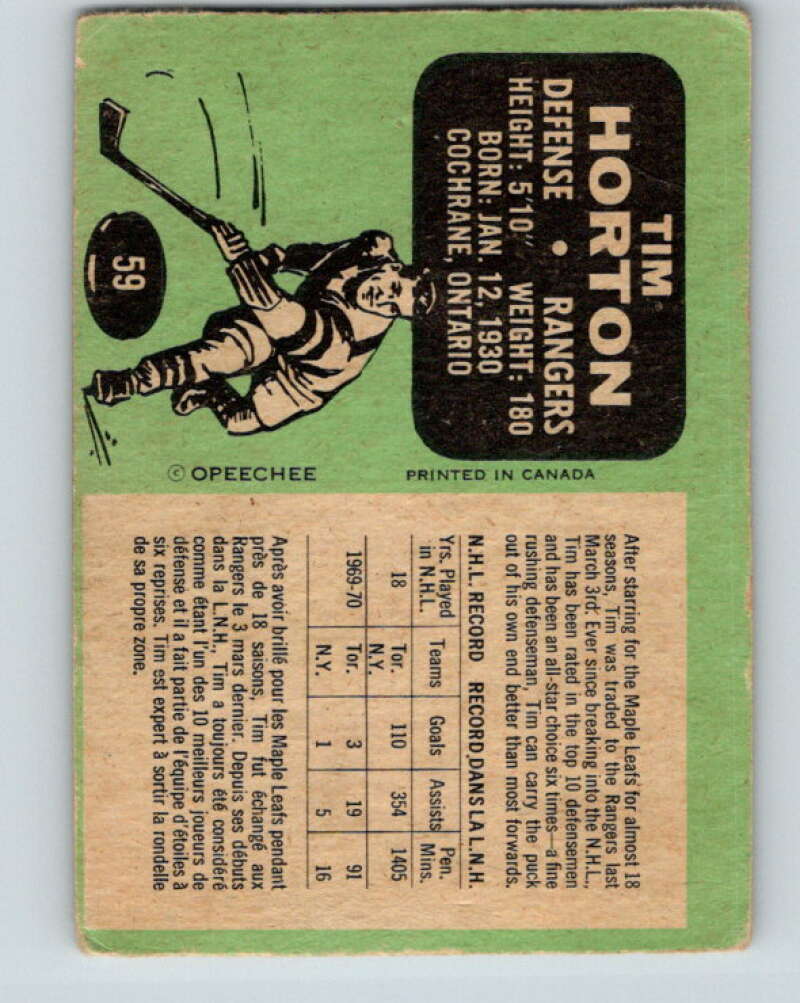 TIM
HORTON
DEFENSE • RANGERS
HEIGHT: 5'10" WEIGHT: 180
BORN: JAN. 12, 1930
COCHRANE, ONTARIO
59
© OPEECHEE
PRINTED IN CANADA
After starring for the Maple Leafs for almost 18
seasons, Tim was traded to the Rangers last
March 3rd. Ever since breaking into the N.H.L.,
Tim has been rated in the top 10 defensemen
and has been an all-star choice six times—a fine
rushing defenseman, Tim can carry the puck
out of his own end better than most forwards.
N.H.L. RECORD RECORD DANS LA L.N.H.
Yrs. Played in N.H.L. Teams Goals Assists Pen. Mins.
18 Tor. N.Y. 110 354 1405
1969-70 Tor. 3 19 91
N.Y. 1 5 16
Après avoir brillé pour les Maple Leafs pendant
près de 18 saisons, Tim fut échangé aux
Rangers le 3 mars dernier. Depuis ses débuts
dans la L.N.H., Tim a toujours été considéré
comme étant l'un des 10 meilleurs joueurs de
défense et il a fait partie de l'équipe d'étoiles à
six reprises. Tim est expert à sortir la rondelle
de sa propre zone.